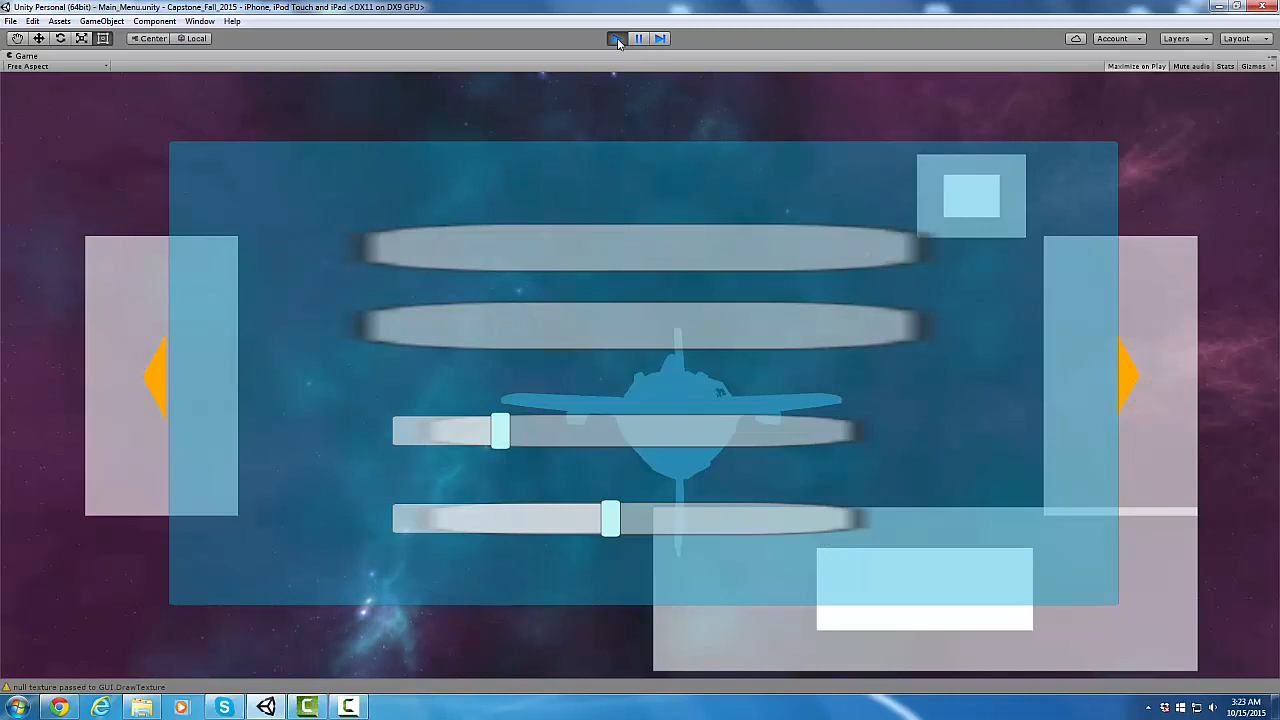 Unity Personal (64bit) - Main_Menu.unity - Capstone_Fall_2015 - iPhone, iPod Touch and iPad <DX11 on DX9 GPU>
File Edit Assets GameObject Component Window Help
Center Local Account Layers Layout
Game
Free Aspect Maximize on Play Mute audio Stats Gizmos
null texture passed to GUI.DrawTexture
3:23 AM
10/15/2015